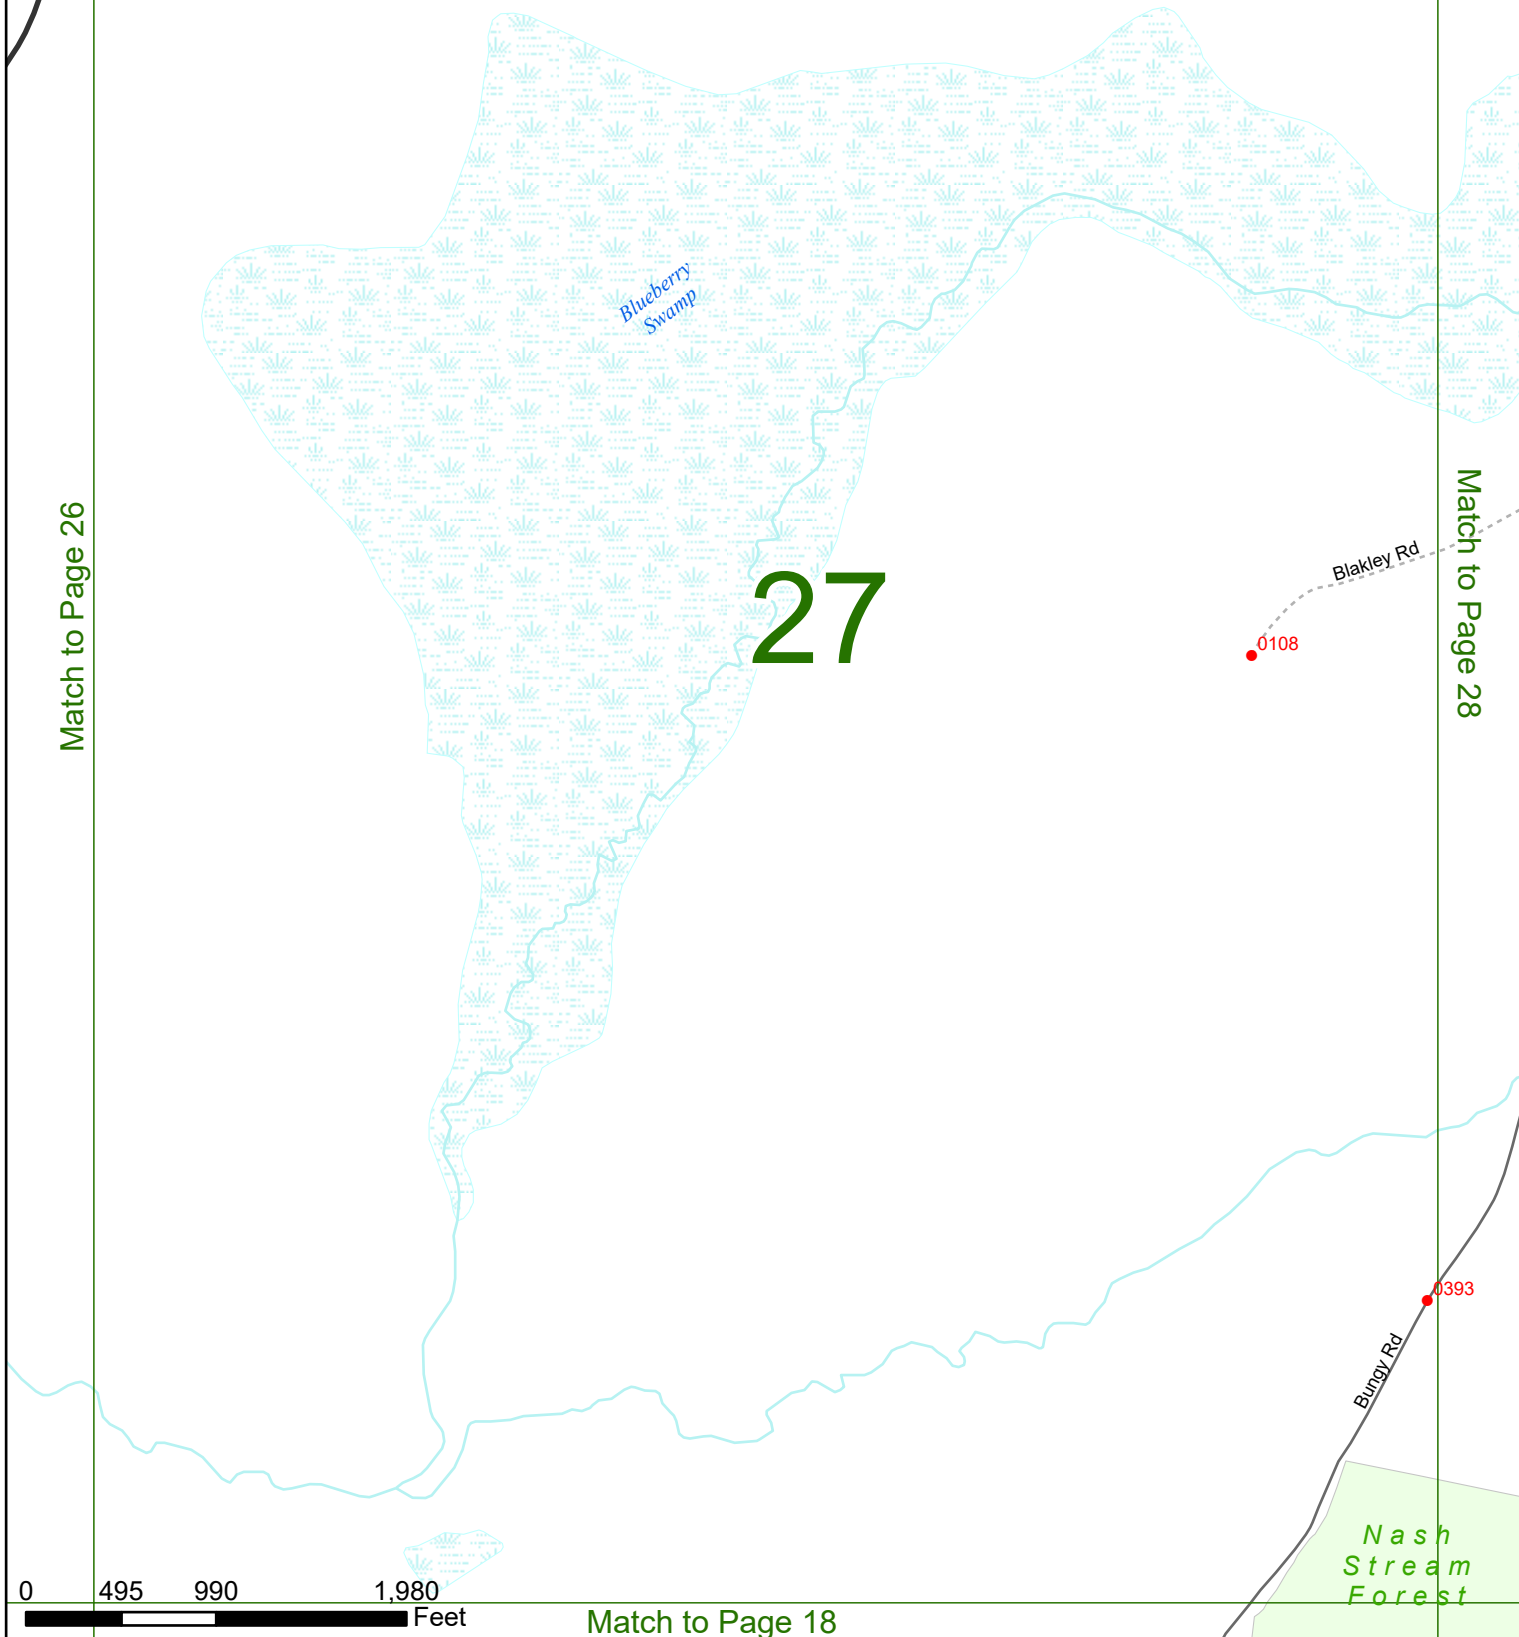 Blueberry
Swamp
Match to Page 26
Match to Page 28
27
Blakley Rd
0108
0393
Bungy Rd
Nash
Stream
Forest
0 495 990 1,980
Feet
Match to Page 18